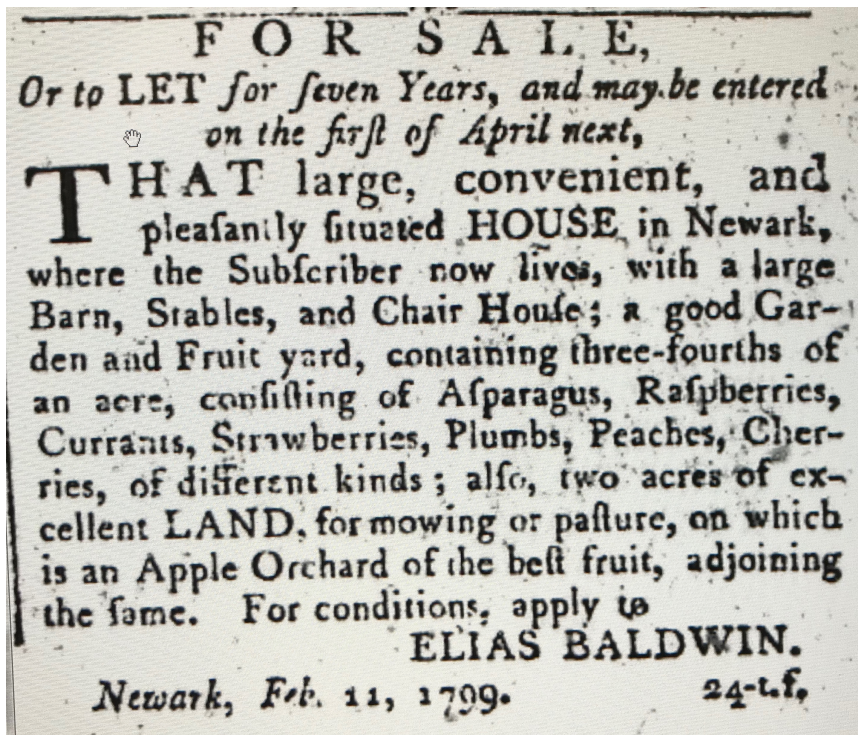 FOR SALE,
Or to LET for ſeven Years, and may be entered
on the firſt of April next,
THAT large, convenient, and
pleaſantly ſituated HOUSE in Newark,
where the Subſcriber now lives, with a large
Barn, Stables, and Chair Houſe; a good Gar-
den and Fruit yard, containing three-fourths of
an acre, conſiſting of Aſparagus, Raſpberries,
Currants, Strawberries, Plumbs, Peaches, Cher-
ries, of different kinds; alſo, two acres of ex-
cellent LAND, for mowing or paſture, on which
is an Apple Orchard of the beſt fruit, adjoining
the ſame. For conditions, apply to
ELIAS BALDWIN.
Newark, Feb. 11, 1799. 24-t.f.